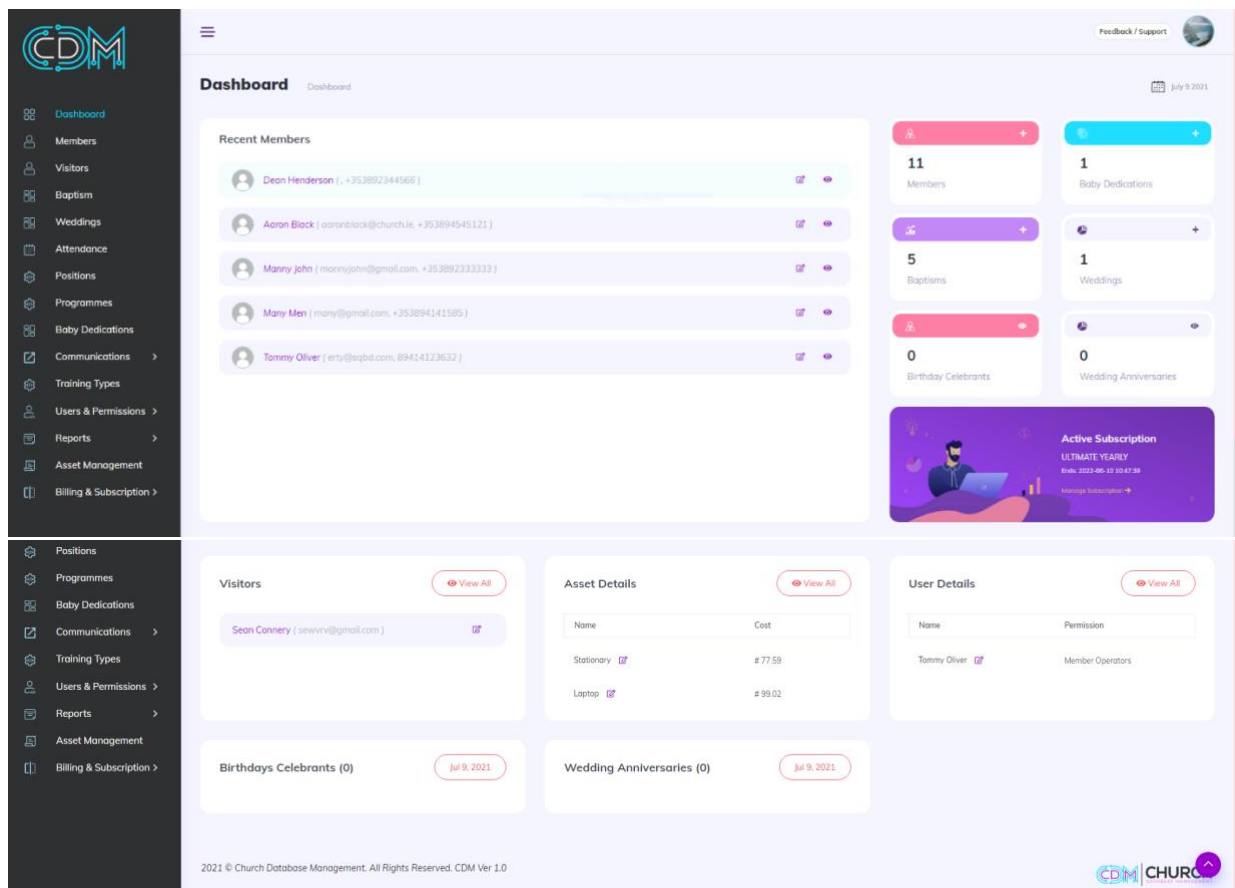 CDM
Feedback / Support
Dashboard Dashboard
July 9 2021
Dashboard
Members
Visitors
Baptism
Weddings
Attendance
Positions
Programmes
Baby Dedications
Communications >
Training Types
Users & Permissions >
Reports >
Asset Management
Billing & Subscription >
Recent Members
Dean Henderson ( , +353892344566 )
Aaron Black ( aaronblack@church.ie, +353894545121 )
Manny John ( mannyjohn@gmail.com, +353892333333 )
Many Men ( many@gmail.com, +353894141585 )
Tommy Oliver ( erty@sqbd.com, 89414123632 )
11
Members
1
Baby Dedications
5
Baptisms
1
Weddings
0
Birthday Celebrants
0
Wedding Anniversaries
Active Subscription
ULTIMATE YEARLY
Ends: 2022-06-10 10:47:59
Manage Subscription
Positions
Programmes
Baby Dedications
Communications >
Training Types
Users & Permissions >
Reports >
Asset Management
Billing & Subscription >
Visitors View All
Sean Connery ( sewvrv@gmail.com )
Asset Details View All
Name Cost
Stationary # 77.59
Laptop # 99.02
User Details View All
Name Permission
Tommy Oliver Member Operators
Birthdays Celebrants (0) Jul 9, 2021
Wedding Anniversaries (0) Jul 9, 2021
2021 © Church Database Management. All Rights Reserved. CDM Ver 1.0
CDM